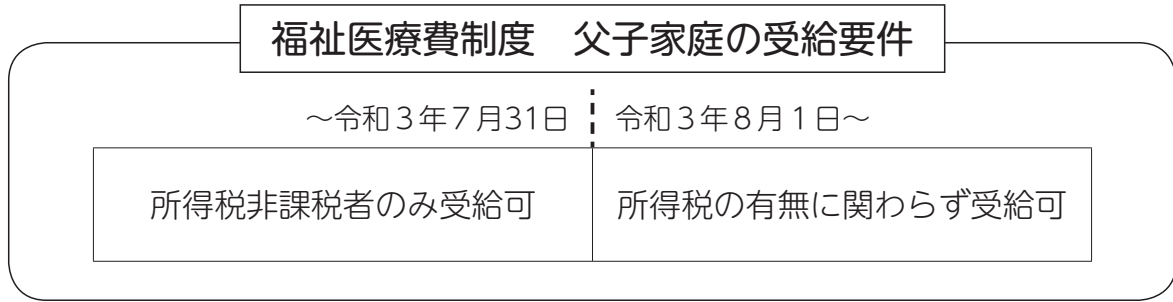 福祉医療費制度　父子家庭の受給要件
～令和３年７月31日　令和３年８月１日～
所得税非課税者のみ受給可　所得税の有無に関わらず受給可